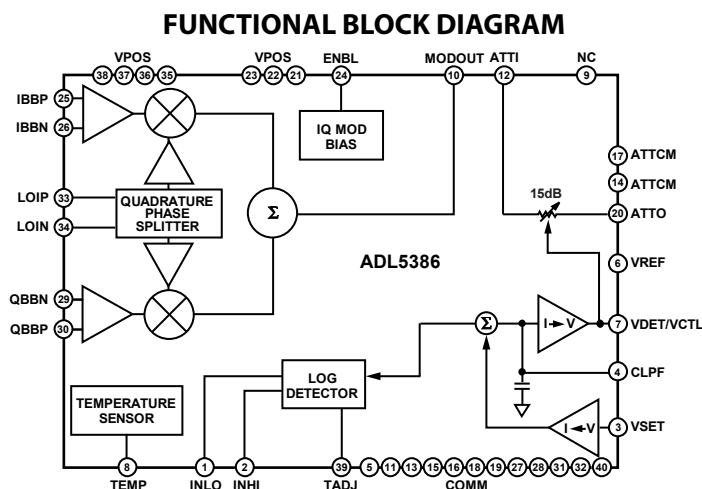 FUNCTIONAL BLOCK DIAGRAM
VPOS VPOS ENBL MODOUT ATTI NC
38 37 36 35 23 22 21 24 10 12 9
IBBP 25
IBBN 26
IQ MOD
BIAS
17 ATTCM
14 ATTCM
15dB
20 ATTO
LOIP 33
LOIN 34
QUADRATURE
PHASE
SPLITTER
Σ
ADL5386
6 VREF
QBBN 29
QBBP 30
Σ
I V
7 VDET/VCTL
4 CLPF
LOG
DETECTOR
TEMPERATURE
SENSOR
I V
3 VSET
8 1 2 39 5 11 13 15 16 18 19 27 28 31 32 40
TEMP INLO INHI TADJ COMM